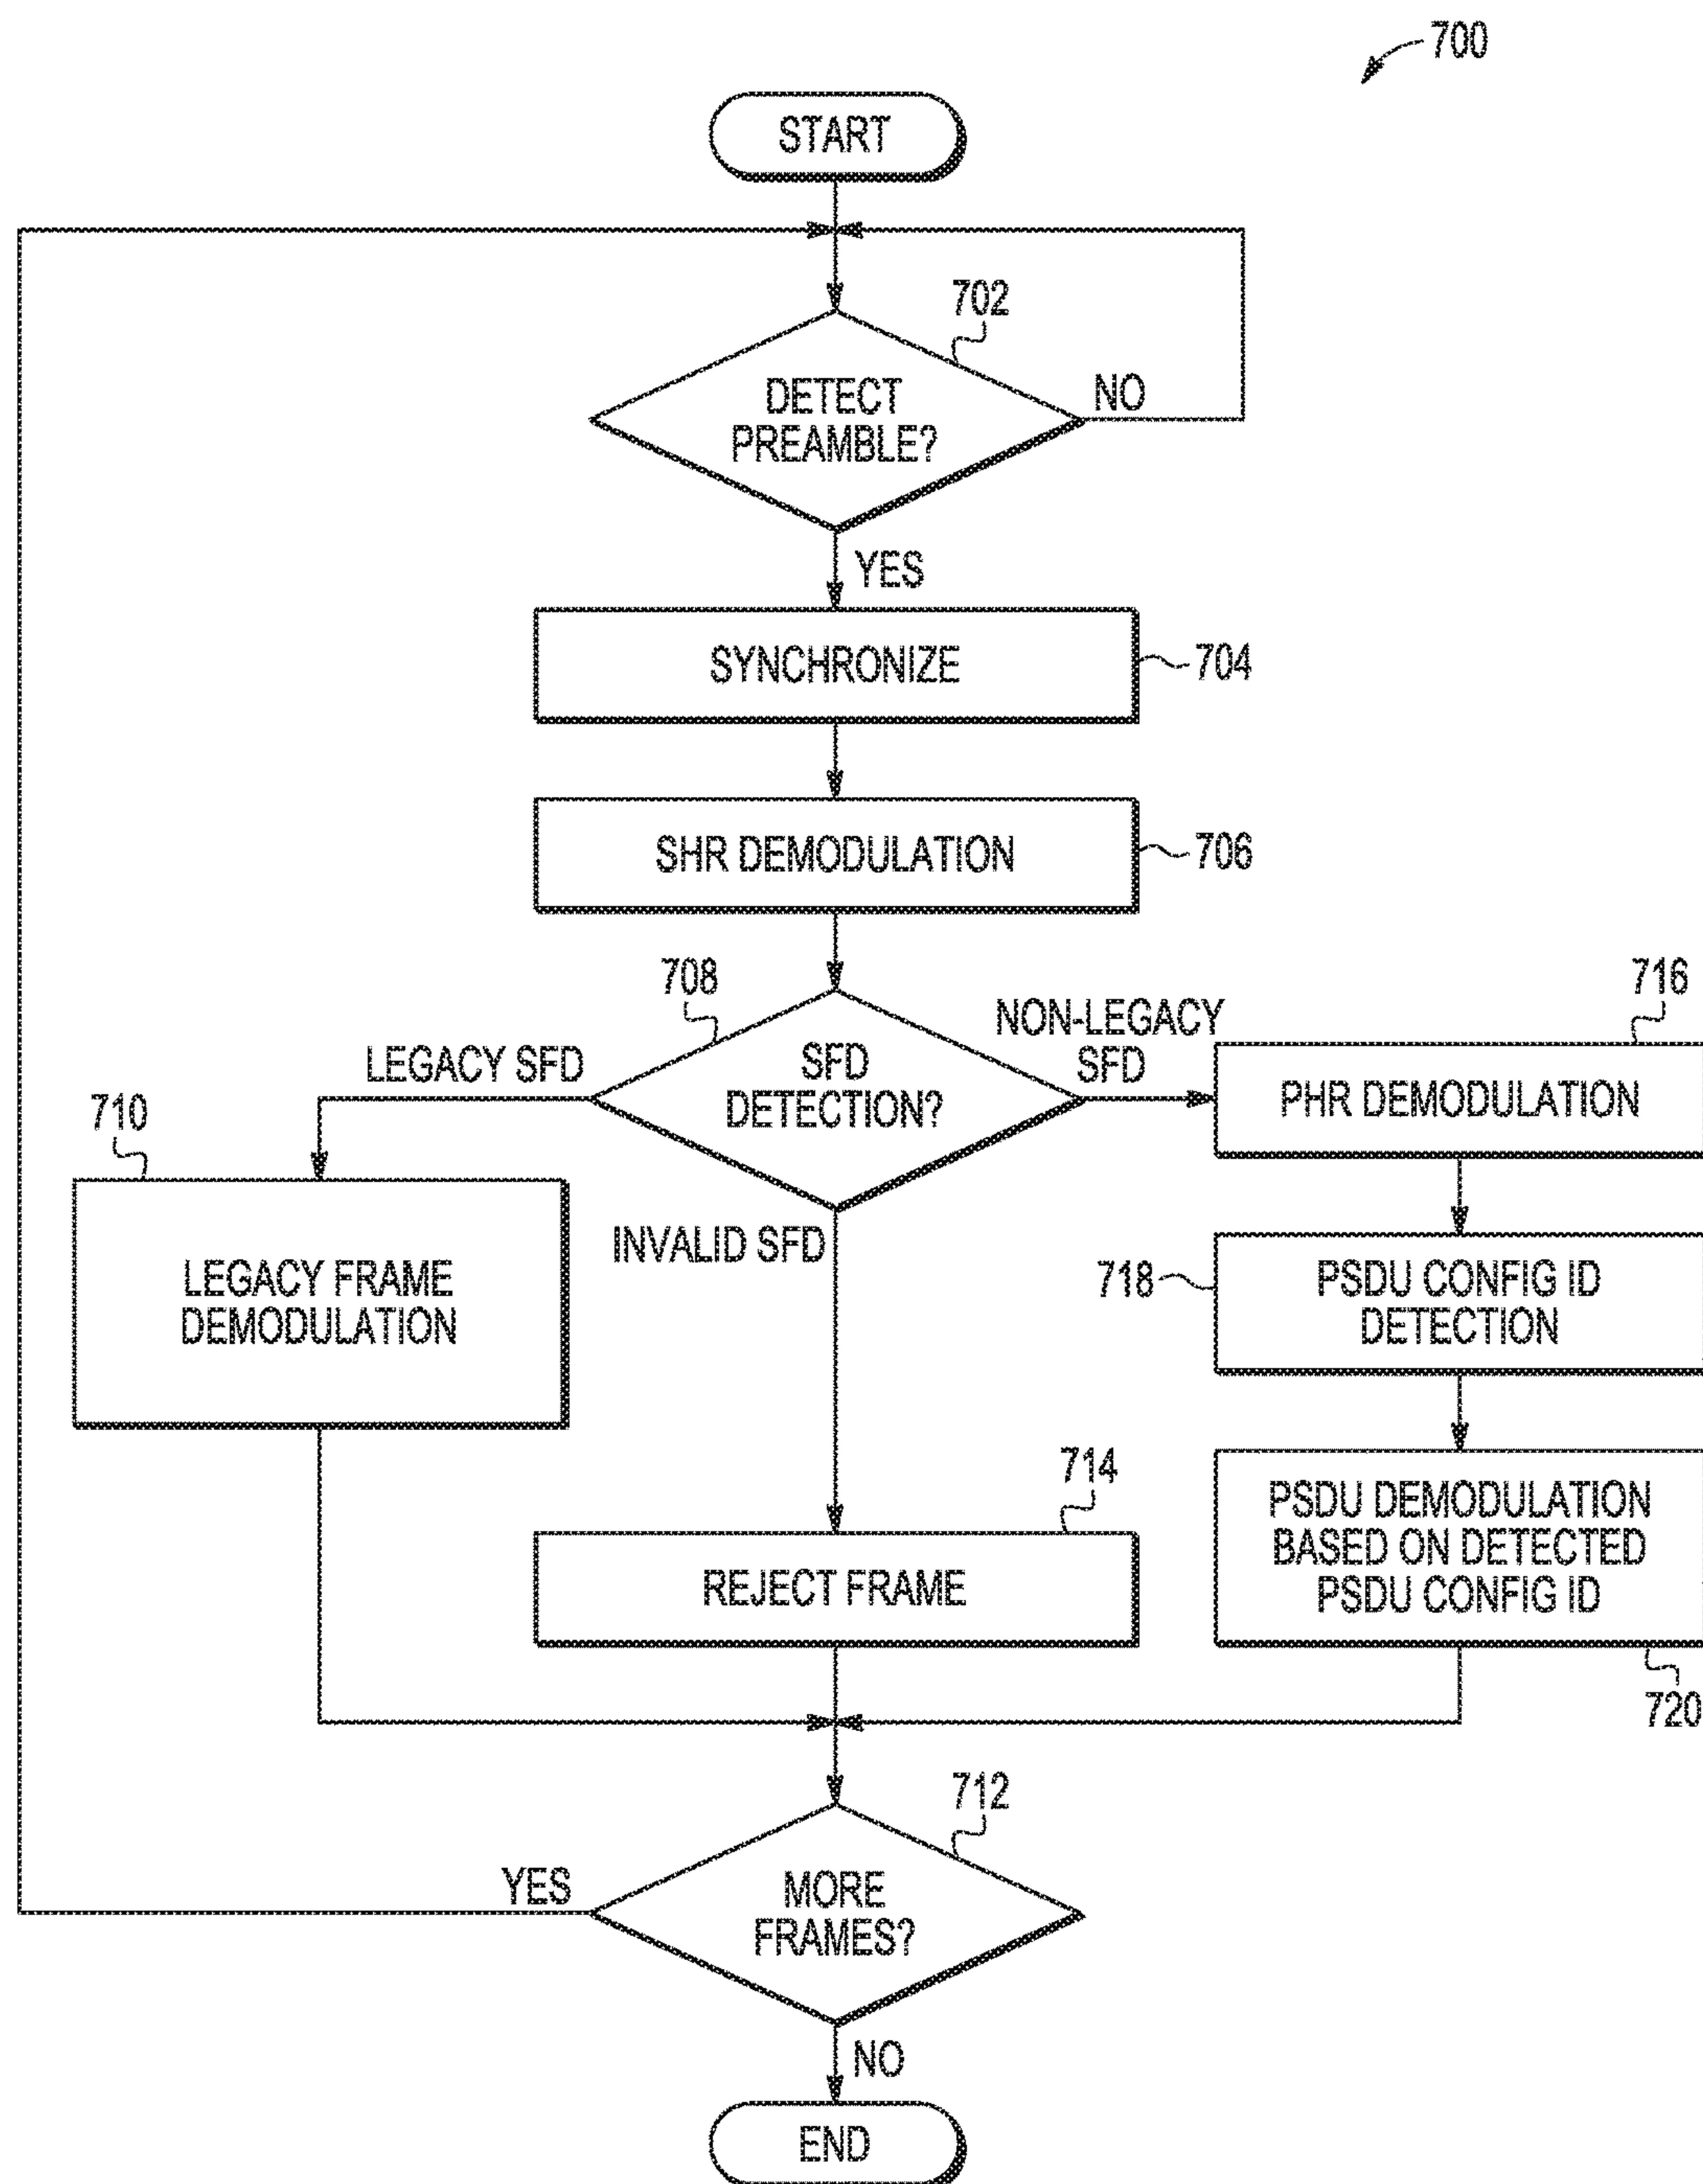 700
START
702
DETECT
PREAMBLE?
NO
YES
SYNCHRONIZE
704
SHR DEMODULATION
706
708
SFD
DETECTION?
LEGACY SFD
NON-LEGACY
SFD
INVALID SFD
710
LEGACY FRAME
DEMODULATION
716
PHR DEMODULATION
718
PSDU CONFIG ID
DETECTION
714
REJECT FRAME
PSDU DEMODULATION
BASED ON DETECTED
PSDU CONFIG ID
720
712
MORE
FRAMES?
YES
NO
END